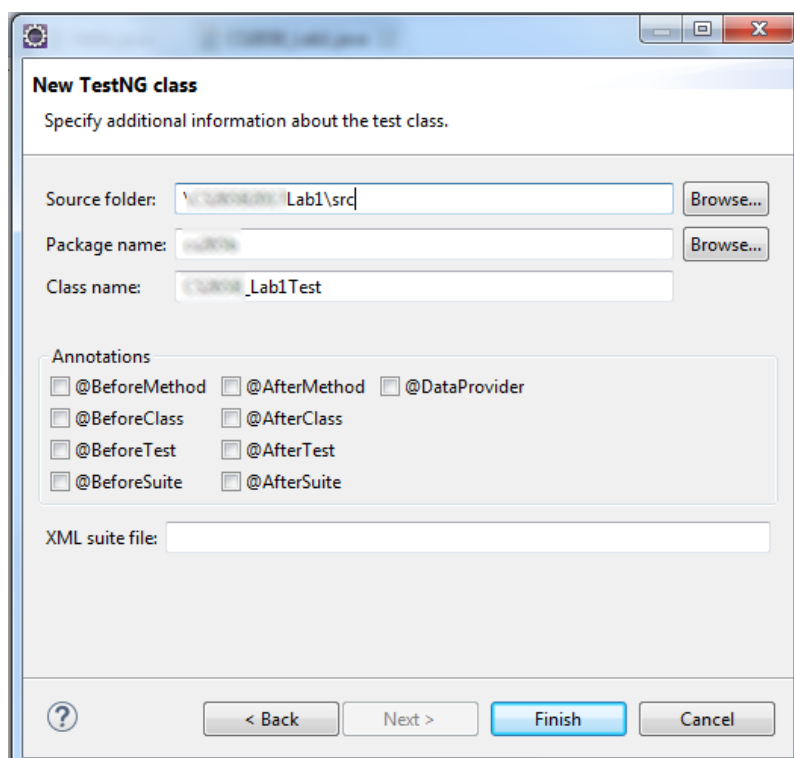 New TestNG class
Specify additional information about the test class.
Source folder: \ Lab1\src Browse...
Package name: Browse...
Class name: _Lab1Test
Annotations
@BeforeMethod @AfterMethod @DataProvider
@BeforeClass @AfterClass
@BeforeTest @AfterTest
@BeforeSuite @AfterSuite
XML suite file:
? < Back Next > Finish Cancel